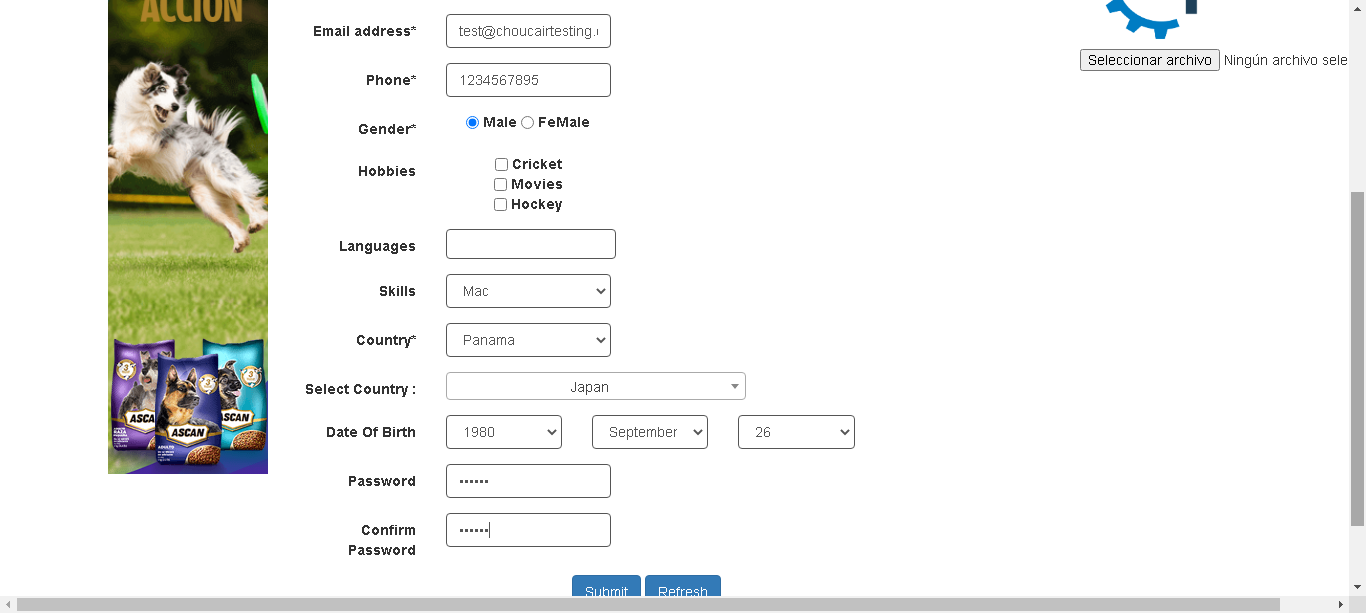 ACCIÓN
Email address* test@choucairtesting.
Phone* 1234567895
Gender* Male FeMale
Hobbies Cricket
Movies
Hockey
Languages
Skills Mac
Country* Panama
Select Country : Japan
Date Of Birth 1980 September 26
Password ••••••
Confirm Password ••••••
Submit Refresh
Seleccionar archivo Ningún archivo sele
ASCAN
ASCAN
ASCAN